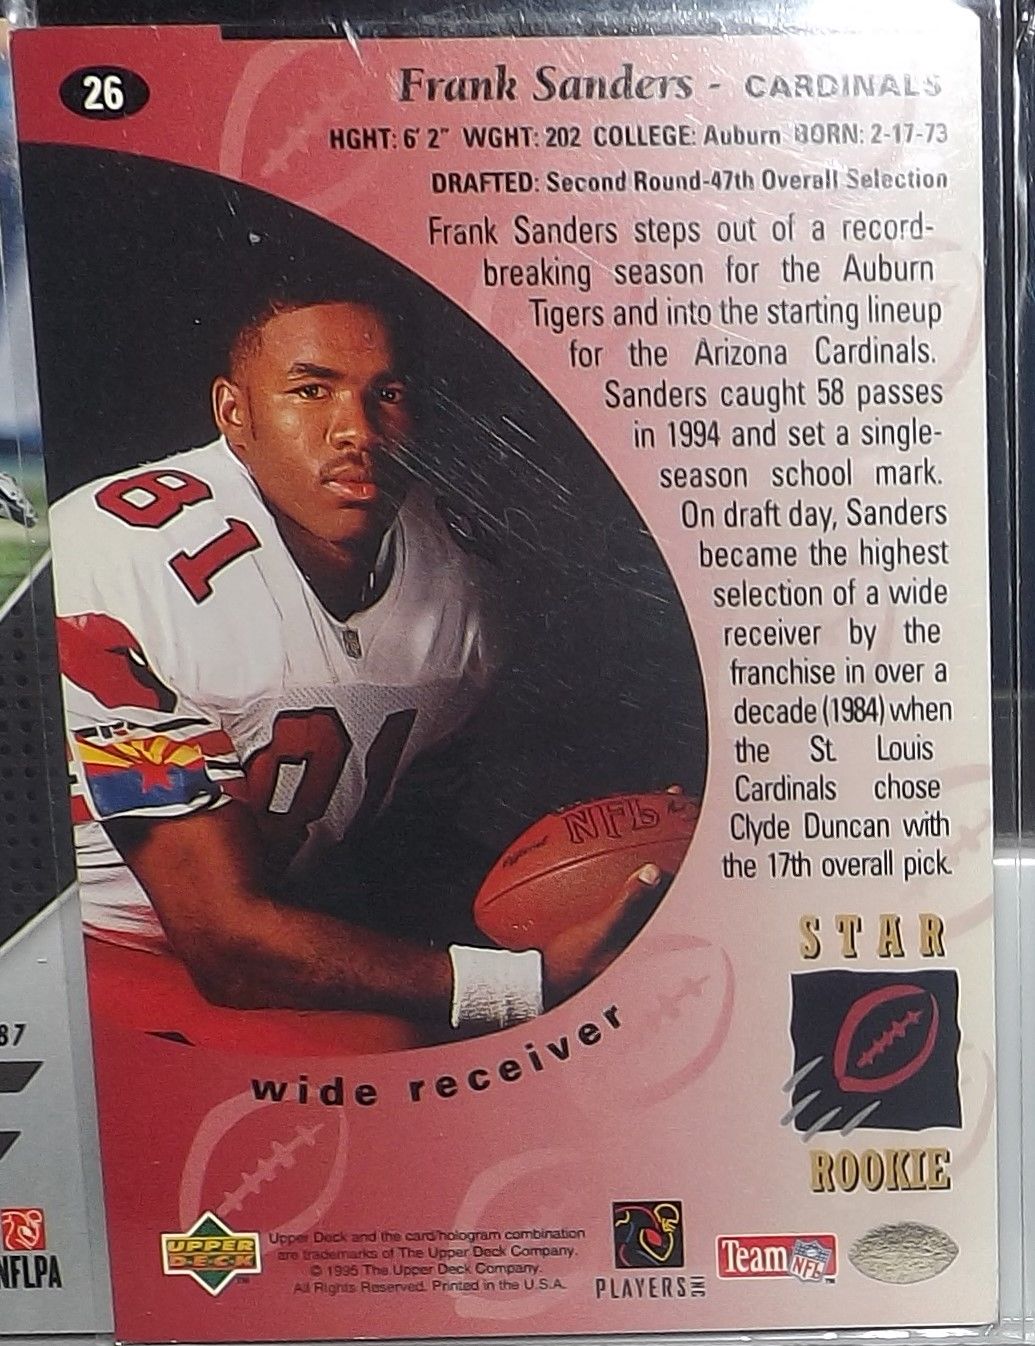 26
Frank Sanders - CARDINALS
HGHT: 6' 2" WGHT: 202 COLLEGE: Auburn BORN: 2-17-73
DRAFTED: Second Round-47th Overall Selection
Frank Sanders steps out of a record-
breaking season for the Auburn
Tigers and into the starting lineup
for the Arizona Cardinals.
Sanders caught 58 passes
in 1994 and set a single-
season school mark.
On draft day, Sanders
became the highest
selection of a wide
receiver by the
franchise in over a
decade (1984) when
the St Louis
Cardinals chose
Clyde Duncan with
the 17th overall pick.
81
81
NFL
wide receiver
STAR
ROOKIE
UPPER
DECK
Upper Deck and the card/hologram combination
are trademarks of The Upper Deck Company.
© 1995 The Upper Deck Company.
All Rights Reserved. Printed in the U.S.A.
PLAYERS INC
Team NFL
87
NFLPA